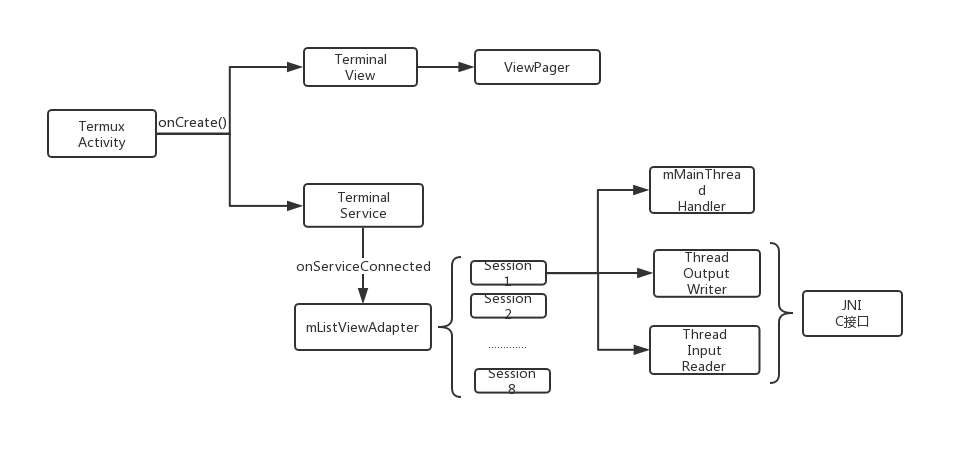 Terminal
View
ViewPager
Termux
Activity
onCreate()
Terminal
Service
onServiceConnected
mListViewAdapter
Session
1
Session
2
.............
Session
8
mMainThrea
d
Handler
Thread
Output
Writer
Thread
Input
Reader
JNI
C接口